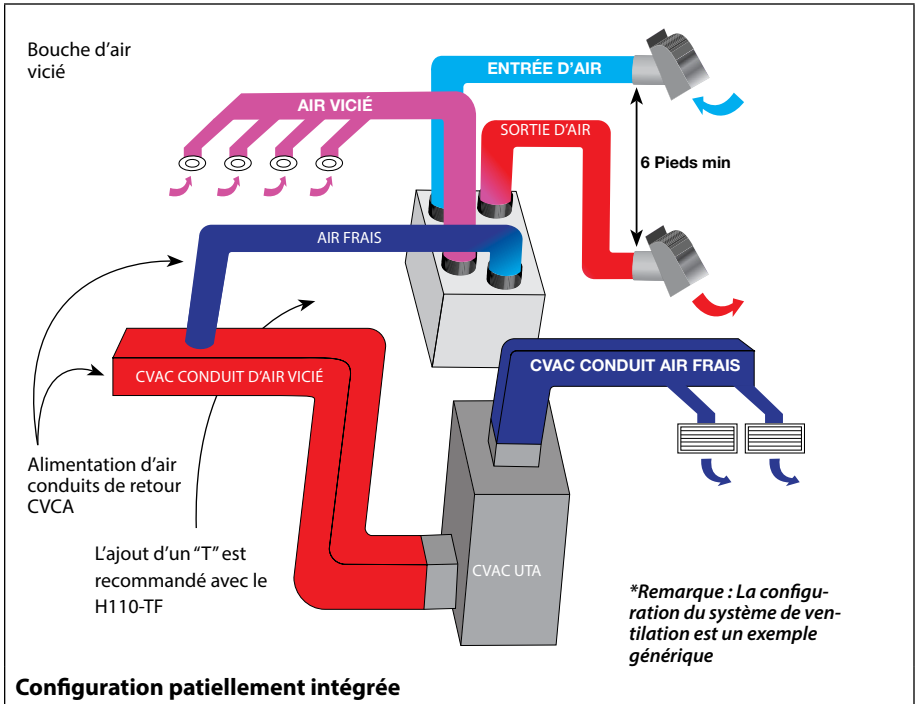 Bouche d'air
vicié
ENTRÉE D'AIR
AIR VICIÉ
SORTIE D'AIR
6 Pieds min
AIR FRAIS
CVAC CONDUIT AIR FRAIS
CVAC CONDUIT D'AIR VICIÉ
Alimentation d'air
conduits de retour
CVCA
L'ajout d'un “T” est
recommandé avec le
H110-TF
CVAC UTA
*Remarque : La configu-
ration du système de ven-
tilation est un exemple
générique
Configuration patiellement intégrée